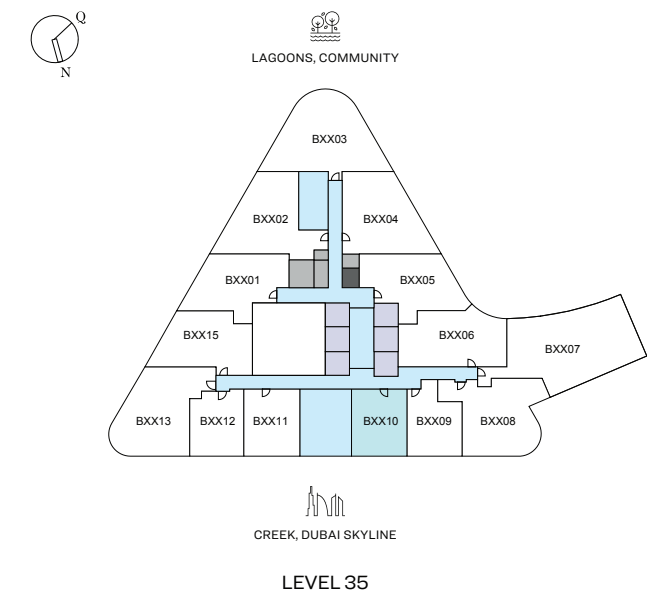 Q
N
LAGOONS, COMMUNITY
BXX03
BXX02 BXX04
BXX01 BXX05
BXX15 BXX06 BXX07
BXX13 BXX12 BXX11 BXX10 BXX09 BXX08
CREEK, DUBAI SKYLINE
LEVEL 35